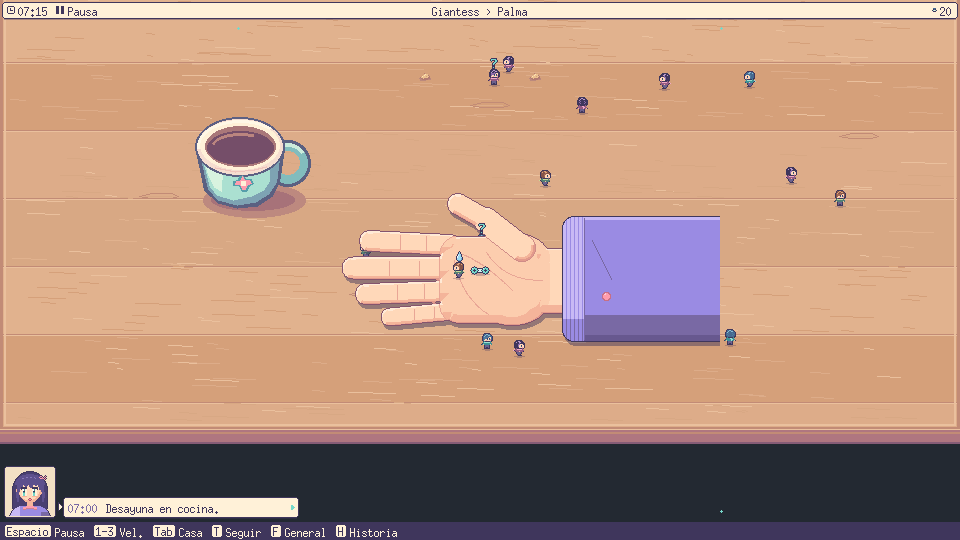 07:15 Pausa
Giantess > Palma
20
?
?
07:00 Desayuna en cocina.
Espacio Pausa 1-3 Vel. Tab Casa T Seguir F General H Historia